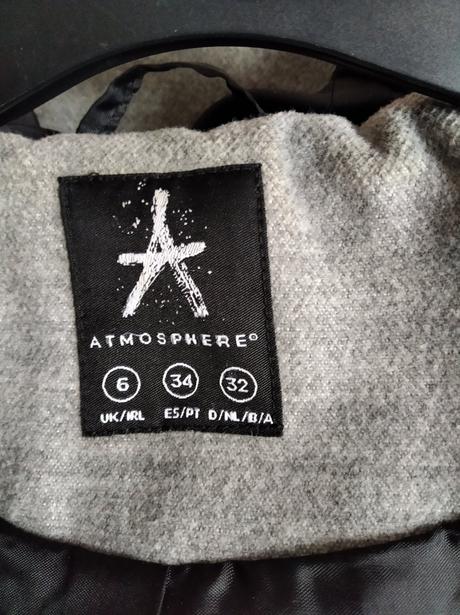 A
ATMOSPHERE®
6 34 32
UK/IRL ES/PT D/NL/B/A